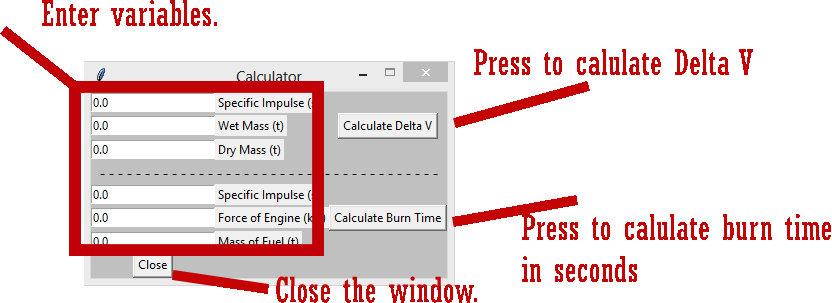 Enter variables.
Calculator
Press to calulate Delta V
0.0 Specific Impulse (
0.0 Wet Mass (t)
Calculate Delta V
0.0 Dry Mass (t)
- - - - - - - - - - - - - - - - - - - - - - - - - - - - - - - - - - - - - - -
0.0 Specific Impulse (
0.0 Force of Engine (k
Calculate Burn Time
0.0 Mass of Fuel (t)
Press to calulate burn time
in seconds
Close
Close the window.